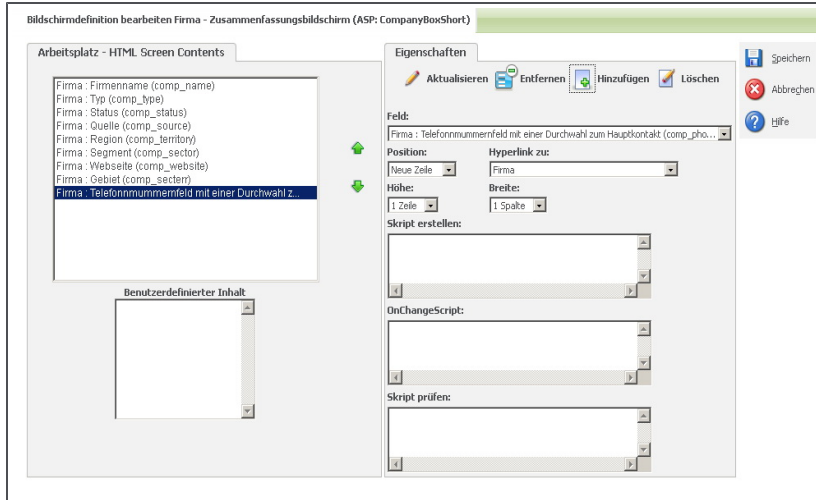 Bildschirmdefinition bearbeiten Firma - Zusammenfassungsbildschirm (ASP: CompanyBoxShort)
Arbeitsplatz - HTML Screen Contents
Firma : Firmenname (comp_name)
Firma : Typ (comp_type)
Firma : Status (comp_status)
Firma : Quelle (comp_source)
Firma : Region (comp_territory)
Firma : Segment (comp_sector)
Firma : Webseite (comp_website)
Firma : Gebiet (comp_secterr)
Firma : Telefonnmummernfeld mit einer Durchwahl z...
Benutzerdefinierter Inhalt
Eigenschaften
Aktualisieren Entfernen Hinzufügen Löschen
Feld:
Firma : Telefonnmummernfeld mit einer Durchwahl zum Hauptkontakt (comp_pho...
Position: Hyperlink zu:
Neue Zeile Firma
Höhe: Breite:
1 Zeile 1 Spalte
Skript erstellen:
OnChangeScript:
Skript prüfen:
Speichern
Abbrechen
Hilfe